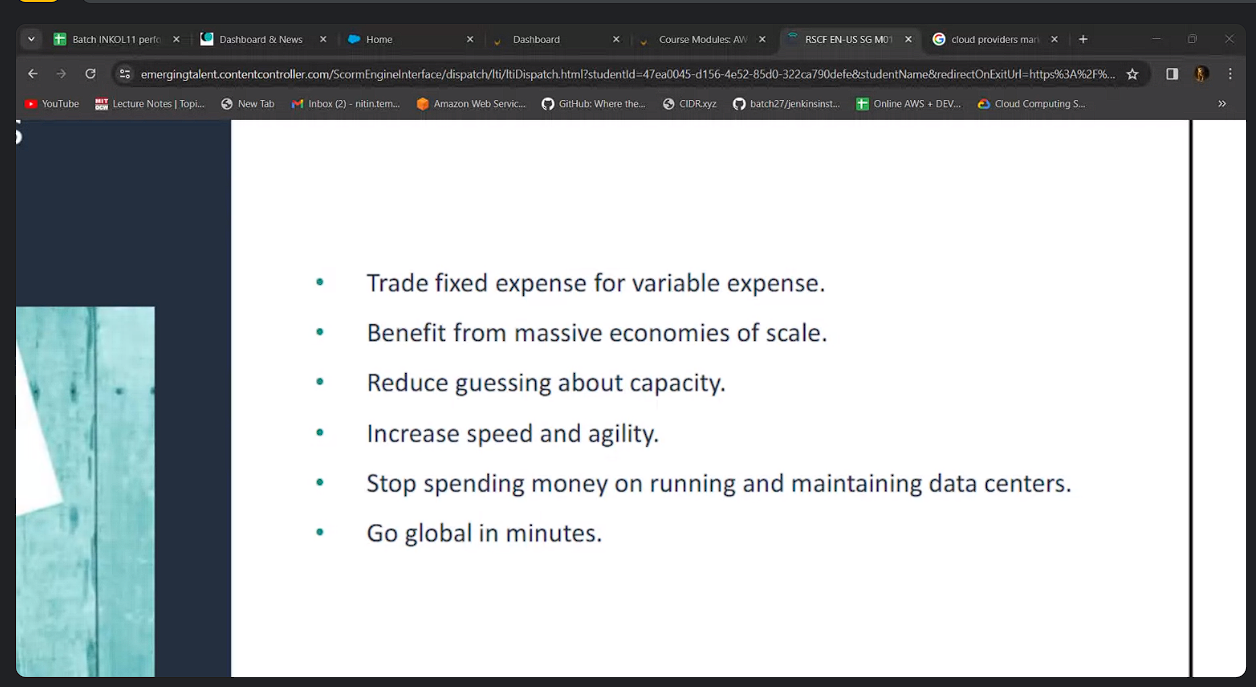 Batch INKOL11 perfo
Dashboard & News
Home
Dashboard
Course Modules: AW
RSCF EN-US SG M01
cloud providers mar
emergingtalent.contentcontroller.com/ScormEngineInterface/dispatch/lti/ltiDispatch.html?studentId=47ea0045-d156-4e52-85d0-322ca790defe&studentName&redirectOnExitUrl=https%3A%2F%...
YouTube
Lecture Notes | Topi...
New Tab
Inbox (2) - nitin.tem...
Amazon Web Servic...
GitHub: Where the...
CIDR.xyz
batch27/jenkinsinst...
Online AWS + DEV...
Cloud Computing S...
• Trade fixed expense for variable expense.
• Benefit from massive economies of scale.
• Reduce guessing about capacity.
• Increase speed and agility.
• Stop spending money on running and maintaining data centers.
• Go global in minutes.